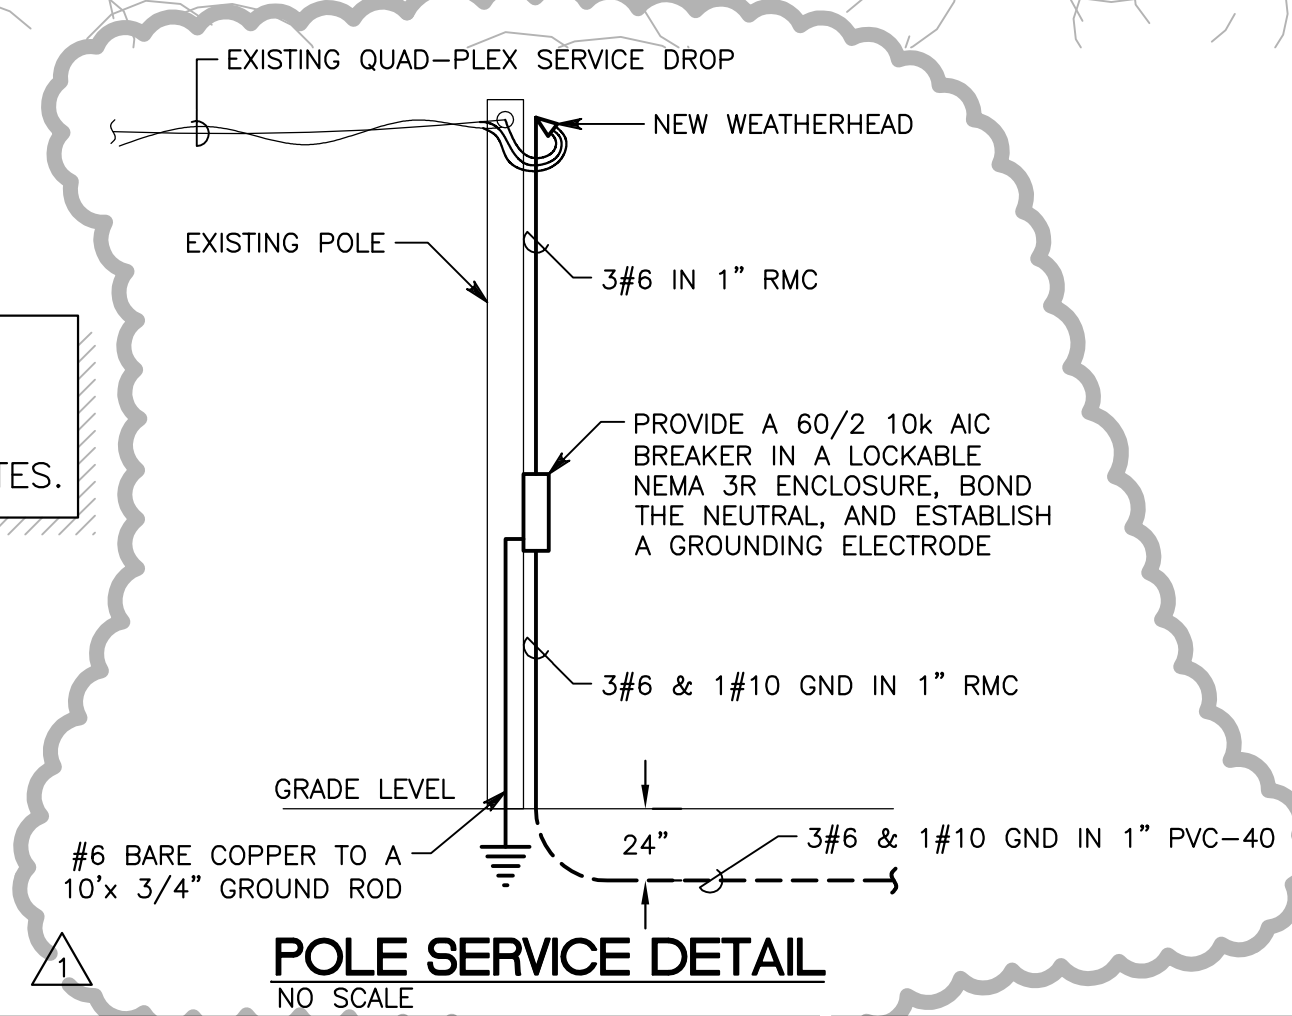 EXISTING QUAD-PLEX SERVICE DROP
NEW WEATHERHEAD
EXISTING POLE
3#6 IN 1" RMC
PROVIDE A 60/2 10k AIC
BREAKER IN A LOCKABLE
NEMA 3R ENCLOSURE, BOND
THE NEUTRAL, AND ESTABLISH
A GROUNDING ELECTRODE
TES.
3#6 & 1#10 GND IN 1" RMC
GRADE LEVEL
24"
3#6 & 1#10 GND IN 1" PVC-40
#6 BARE COPPER TO A
10'x 3/4" GROUND ROD
1
POLE SERVICE DETAIL
NO SCALE